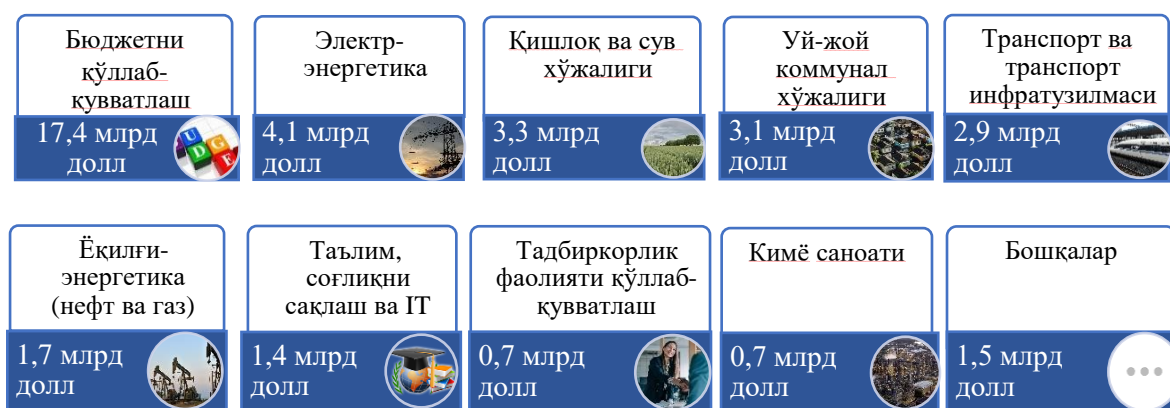 Бюджетни
қўллаб-
қувватлаш
17,4 млрд
долл
Электр-
энергетика
4,1 млрд
долл
Қишлоқ ва сув
хўжалиги
3,3 млрд
долл
Уй-жой
коммунал
хўжалиги
3,1 млрд
долл
Транспорт ва
транспорт
инфратузилмаси
2,9 млрд
долл
Ёқилғи-
энергетика
(нефт ва газ)
1,7 млрд
долл
Таълим,
соғлиқни
сақлаш ва IT
1,4 млрд
долл
Тадбиркорлик
фаолияти қўллаб-
қувватлаш
0,7 млрд
долл
Кимё саноати
0,7 млрд
долл
Бошқалар
1,5 млрд
долл